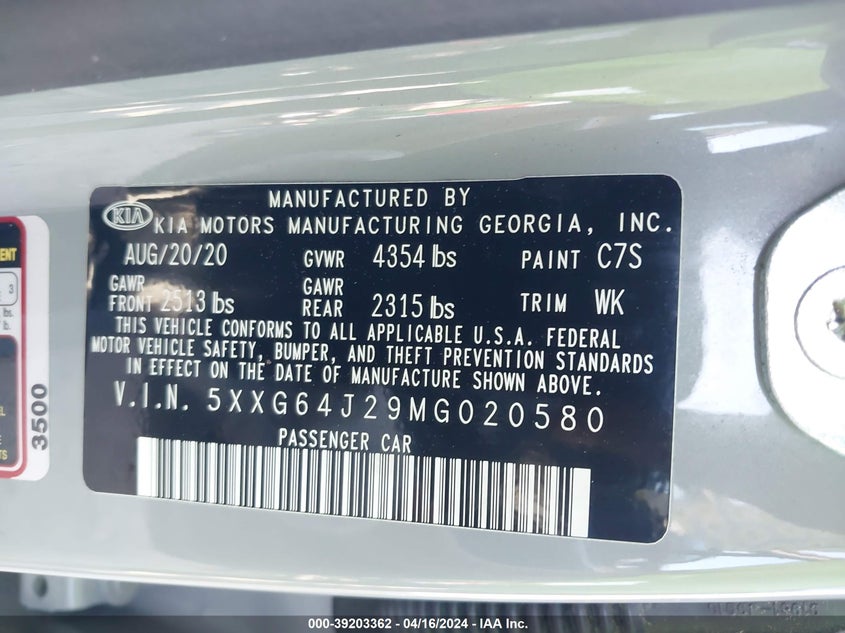 MANUFACTURED BY
KIA KIA MOTORS MANUFACTURING GEORGIA, INC.
AUG/20/20 GVWR 4354 lbs PAINT C7S
GAWR FRONT 2513 lbs GAWR REAR 2315 lbs TRIM WK
THIS VEHICLE CONFORMS TO ALL APPLICABLE U.S.A. FEDERAL
MOTOR VEHICLE SAFETY, BUMPER, AND THEFT PREVENTION STANDARDS
IN EFFECT ON THE DATE OF MANUFACTURE SHOWN ABOVE.
V.I.N. 5XXG64J29MG020580
PASSENGER CAR
3
lbs.
lb.
3500
000-39203362 - 04/16/2024 - IAA Inc.